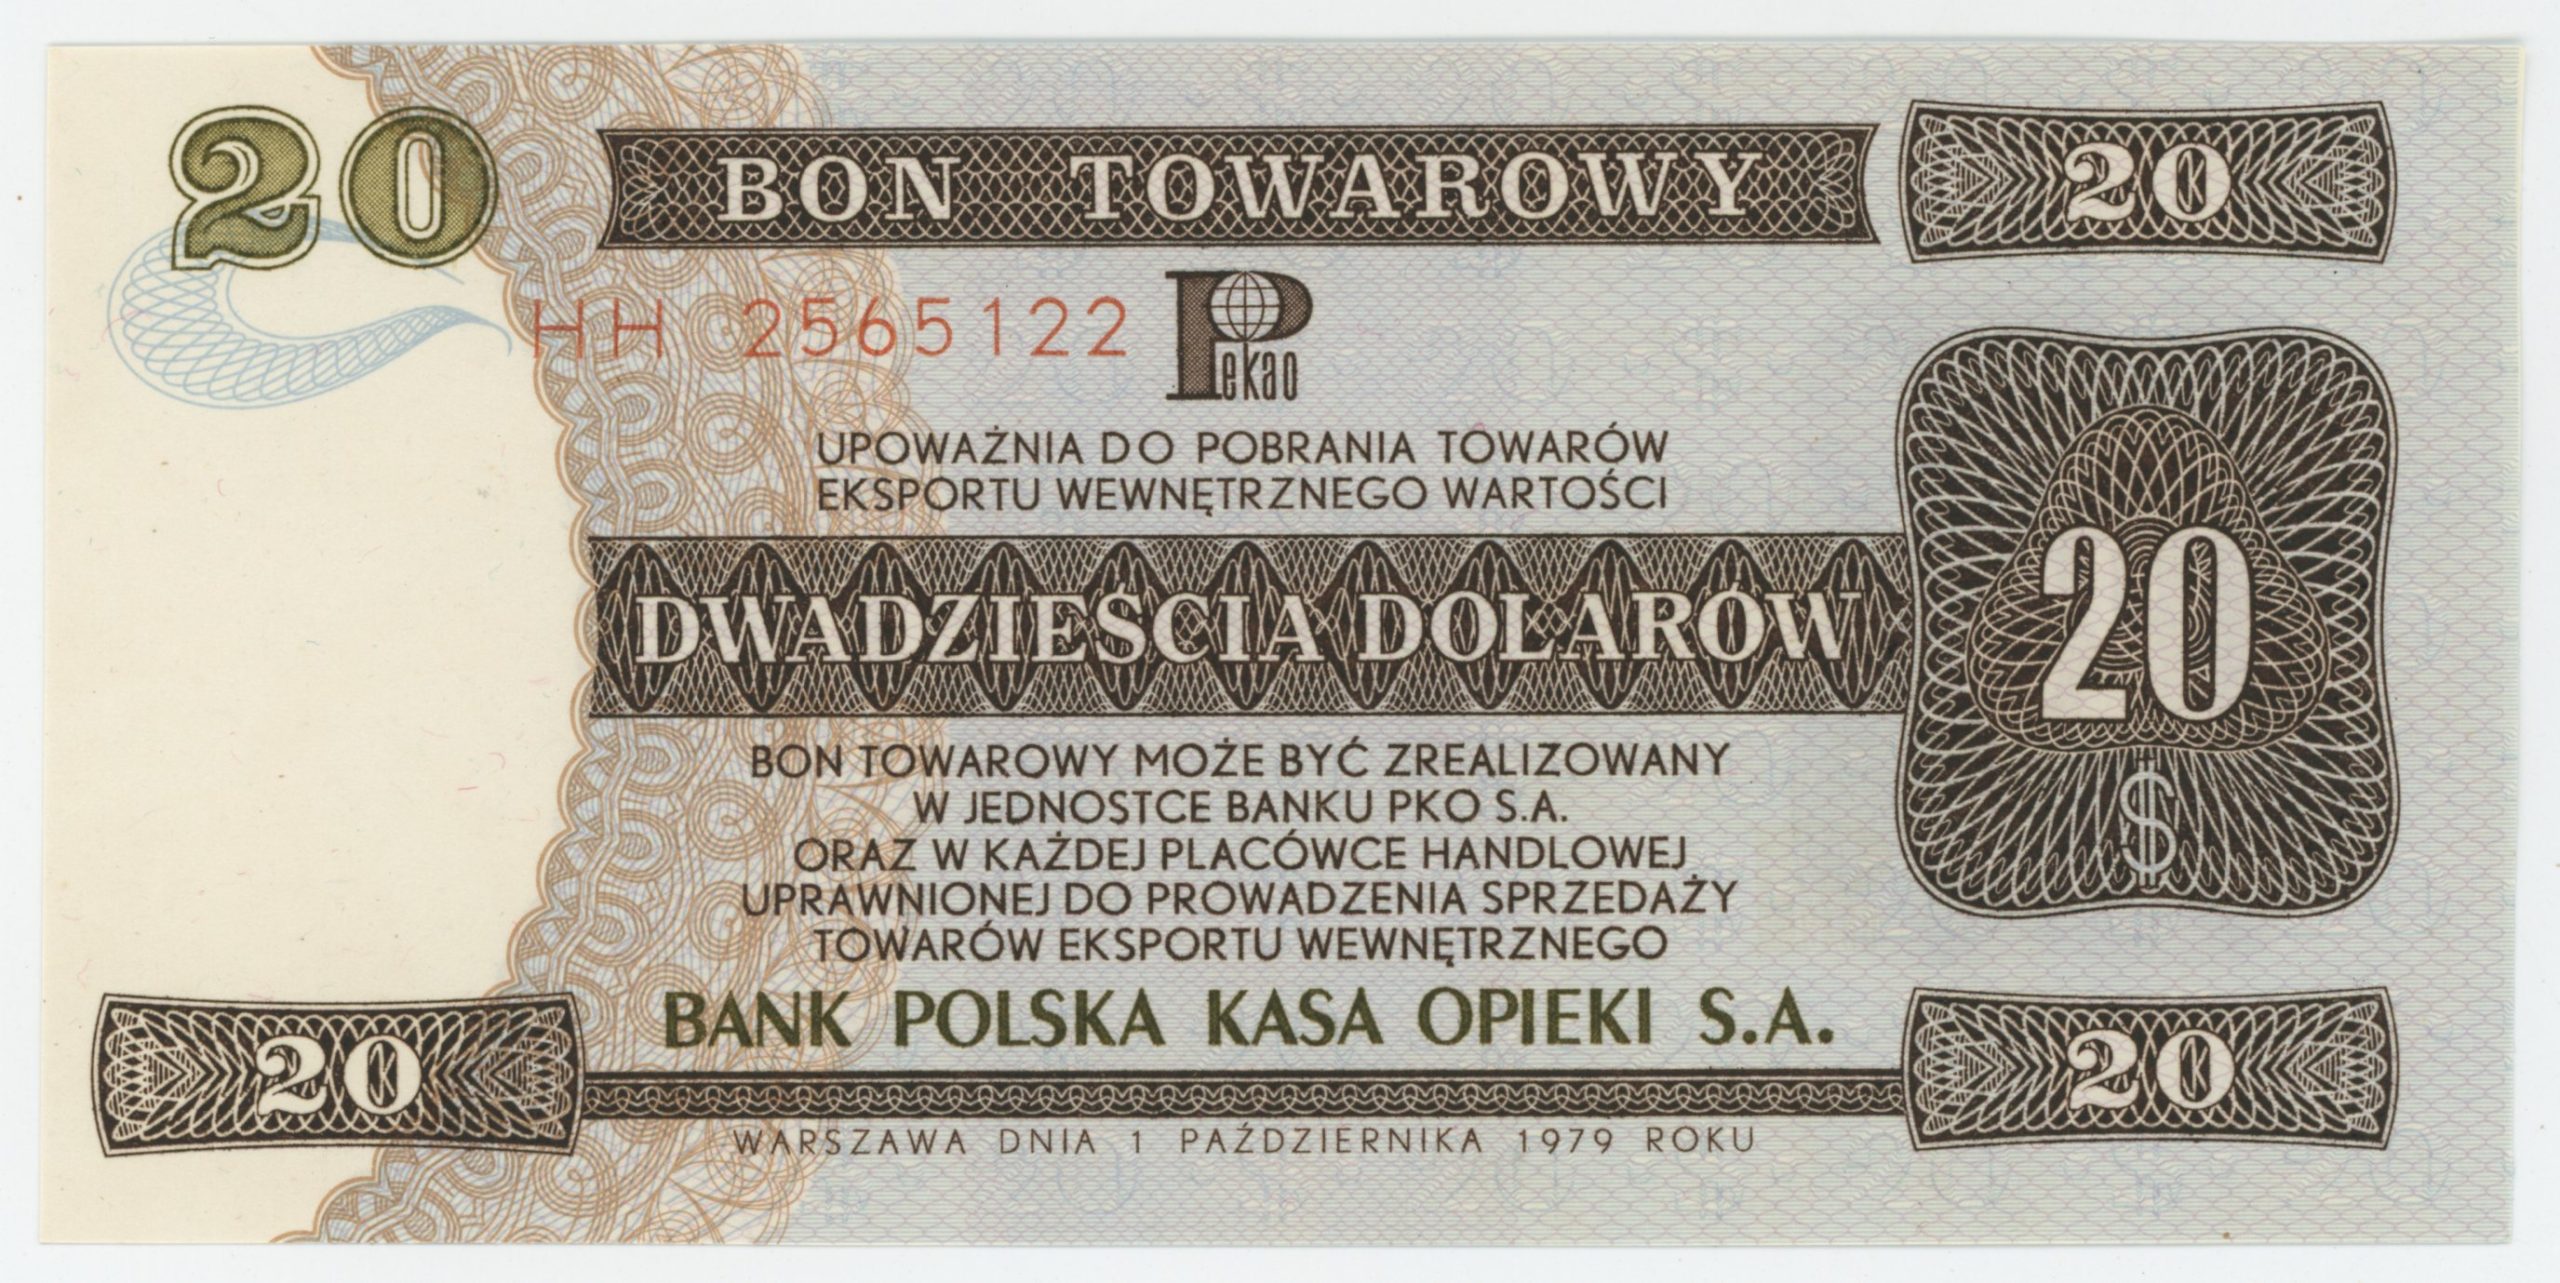 20
BON TOWAROWY
20
HH 2565122
Pekao
UPOWAŻNIA DO POBRANIA TOWARÓW
EKSPORTU WEWNĘTRZNEGO WARTOŚCI
DWADZIEŚCIA DOLARÓW
20
$
BON TOWAROWY MOŻE BYĆ ZREALIZOWANY
W JEDNOSTCE BANKU PKO S.A.
ORAZ W KAŻDEJ PLACÓWCE HANDLOWEJ
UPRAWNIONEJ DO PROWADZENIA SPRZEDAŻY
TOWARÓW EKSPORTU WEWNĘTRZNEGO
BANK POLSKA KASA OPIEKI S.A.
20
20
WARSZAWA DNIA 1 PAŹDZIERNIKA 1979 ROKU